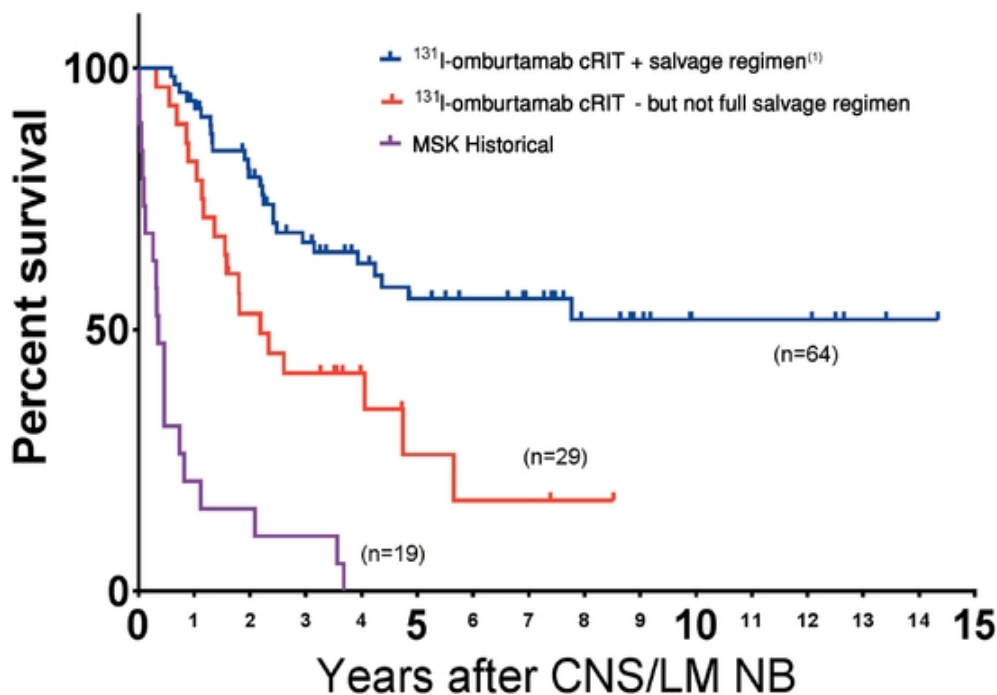 100
50
0
Percent survival
¹³¹I-omburtamab cRIT + salvage regimen⁽¹⁾
¹³¹I-omburtamab cRIT - but not full salvage regimen
MSK Historical
(n=64)
(n=29)
(n=19)
0 1 2 3 4 5 6 7 8 9 10 11 12 13 14 15
Years after CNS/LM NB